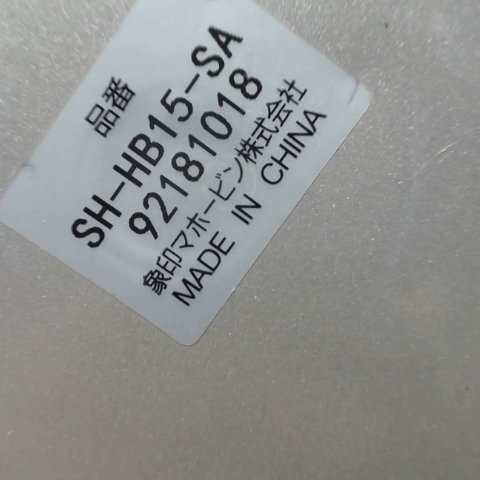 品番
SH-HB15-SA
92181018
象印マホービン株式会社
MADE IN CHINA